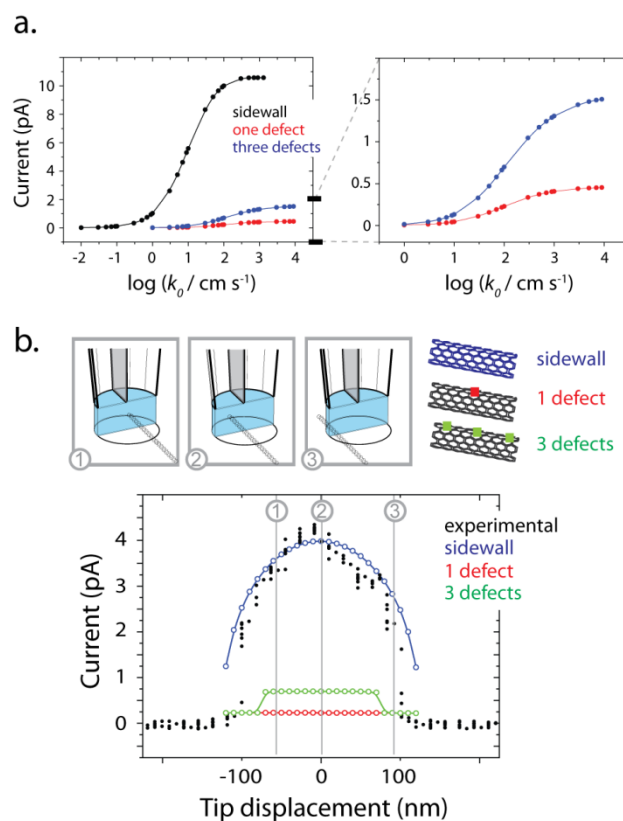 a.
Current (pA)
10
8
6
4
2
0
sidewall
one defect
three defects
-2 -1 0 1 2 3 4
log (k0 / cm s-1)
1.5
1
0.5
0
0 1 2 3 4
log (k0 / cm s-1)
b.
1
2
3
sidewall
1 defect
3 defects
1 2 3
experimental
sidewall
1 defect
3 defects
Current (pA)
4
3
2
1
0
-100 0 100
Tip displacement (nm)